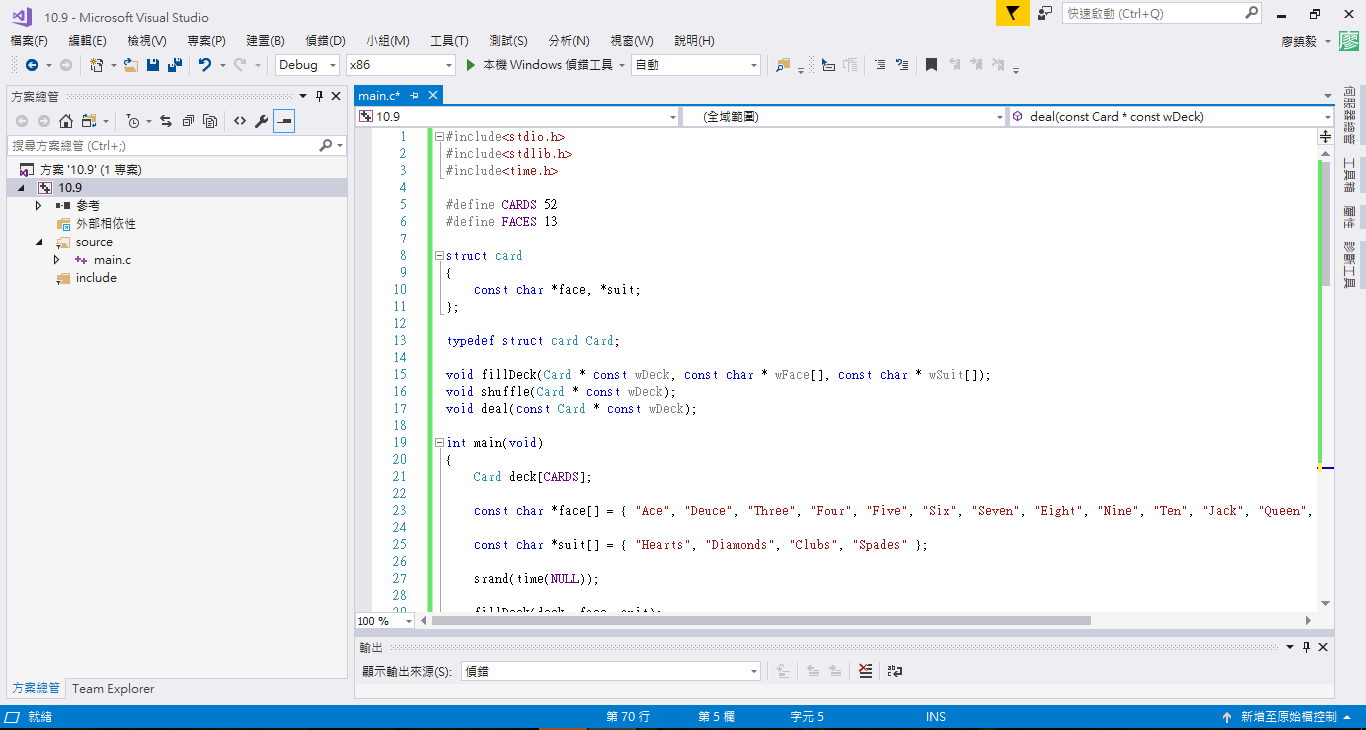 10.9 - Microsoft Visual Studio
快速啟動 (Ctrl+Q)
檔案(F) 編輯(E) 檢視(V) 專案(P) 建置(B) 偵錯(D) 小組(M) 工具(T) 測試(S) 分析(N) 視窗(W) 說明(H)
廖鎮毅 廖
Debug x86 本機 Windows 偵錯工具 自動
方案總管
搜尋方案總管 (Ctrl+;)
方案 '10.9' (1 專案)
10.9
參考
外部相依性
source
main.c
include
方案總管 Team Explorer
main.c*
10.9 (全域範圍) deal(const Card * const wDeck)
1 #include<stdio.h>
2 #include<stdlib.h>
3 #include<time.h>
4
5 #define CARDS 52
6 #define FACES 13
7
8 struct card
9 {
10 const char *face, *suit;
11 };
12
13 typedef struct card Card;
14
15 void fillDeck(Card * const wDeck, const char * wFace[], const char * wSuit[]);
16 void shuffle(Card * const wDeck);
17 void deal(const Card * const wDeck);
18
19 int main(void)
20 {
21 Card deck[CARDS];
22
23 const char *face[] = { "Ace", "Deuce", "Three", "Four", "Five", "Six", "Seven", "Eight", "Nine", "Ten", "Jack", "Queen",
24
25 const char *suit[] = { "Hearts", "Diamonds", "Clubs", "Spades" };
26
27 srand(time(NULL));
28
29 fillDeck(deck, face, suit);
100 %
伺服器總管
工具箱
屬性
診斷工具
輸出
顯示輸出來源(S): 偵錯
就緒 第 70 行 第 5 欄 字元 5 INS 新增至原始檔控制